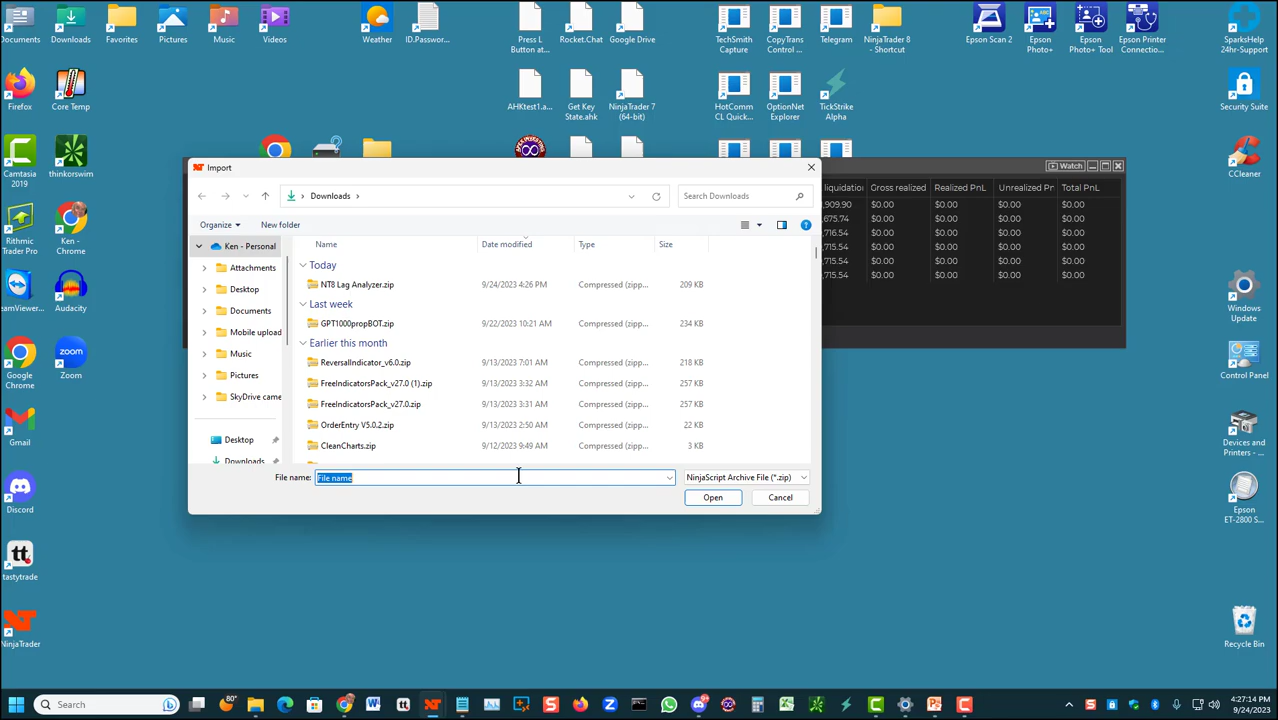 Documents
Downloads
Favorites
Pictures
Music
Videos
Weather
ID.Passwor...
Press L
Button at...
Rocket.Chat
Google Drive
TechSmith
Capture
CopyTrans
Control ...
Telegram
NinjaTrader 8
- Shortcut
Epson Scan 2
Epson
Photo+
Epson
Photo+ Tool
Epson Printer
Connection...
SparksHelp
24hr-Support
Firefox
Core Temp
AHKtest1.a...
Get Key
State.ahk
NinjaTrader 7
(64-bit)
HotComm
CL Quick...
OptionNet
Explorer
TickStrike
Alpha
Security Suite
Camtasia
2019
thinkorswim
CCleaner
Rithmic
Trader Pro
Ken -
Chrome
eamViewer...
Audacity
Windows
Update
Google
Chrome
Zoom
zoom
Control Panel
Gmail
Devices and
Printers - ...
Discord
Epson
ET-2800 S...
tt
tastytrade
NinjaTrader
Recycle Bin
Import
Downloads
Search Downloads
Organize
New folder
Ken - Personal
Attachments
Desktop
Documents
Mobile upload
Music
Pictures
SkyDrive came
Desktop
Downloads
Name Date modified Type Size
Today
NT8 Lag Analyzer.zip 9/24/2023 4:26 PM Compressed (zipp... 209 KB
Last week
GPT1000propBOT.zip 9/22/2023 10:21 AM Compressed (zipp... 234 KB
Earlier this month
ReversalIndicator_v6.0.zip 9/13/2023 7:01 AM Compressed (zipp... 218 KB
FreeIndicatorsPack_v27.0 (1).zip 9/13/2023 3:32 AM Compressed (zipp... 257 KB
FreeIndicatorsPack_v27.0.zip 9/13/2023 3:31 AM Compressed (zipp... 257 KB
OrderEntry V5.0.2.zip 9/13/2023 2:50 AM Compressed (zipp... 22 KB
CleanCharts.zip 9/12/2023 9:49 AM Compressed (zipp... 3 KB
File name: File name NinjaScript Archive File (*.zip)
Open Cancel
Watch
liquidation Gross realized Realized PnL Unrealized Pr Total PnL
,909.90 $0.00 $0.00 $0.00 $0.00
,675.74 $0.00 $0.00 $0.00 $0.00
,716.56 $0.00 $0.00 $0.00 $0.00
,715.54 $0.00 $0.00 $0.00 $0.00
,715.54 $0.00 $0.00 $0.00 $0.00
,715.54 $0.00 $0.00 $0.00 $0.00
Search
80°
4:27:14 PM
9/24/2023